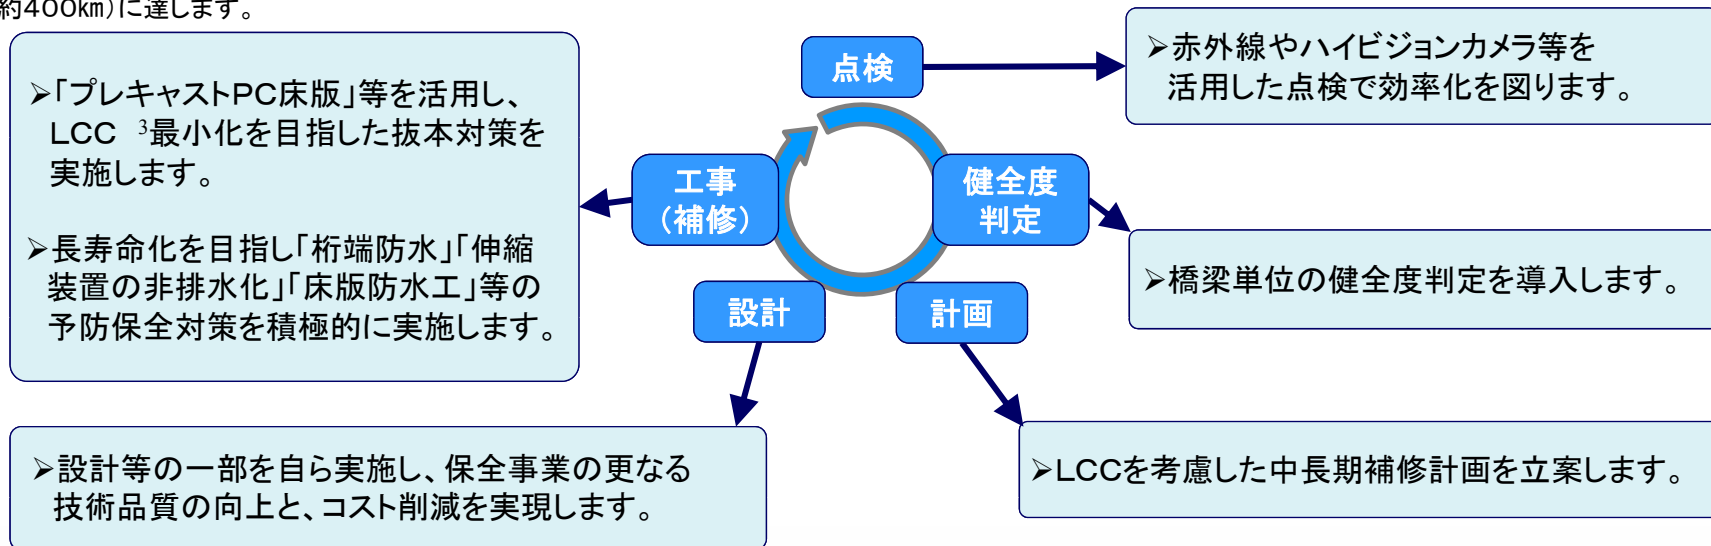 約400㎞)に達します。
➢「プレキャストPC床版」等を活用し、
LCC ³最小化を目指した抜本対策を
実施します。
➢長寿命化を目指し「桁端防水」「伸縮
装置の非排水化」「床版防水工」等の
予防保全対策を積極的に実施します。
点検
➢赤外線やハイビジョンカメラ等を
活用した点検で効率化を図ります。
工事
(補修)
健全度
判定
➢橋梁単位の健全度判定を導入します。
設計
計画
➢設計等の一部を自ら実施し、保全事業の更なる
技術品質の向上と、コスト削減を実現します。
➢LCCを考慮した中長期補修計画を立案します。